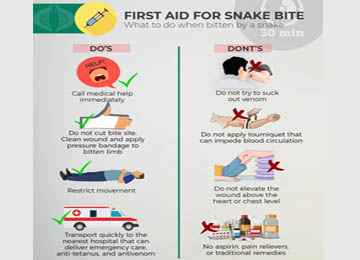 FIRST AID FOR SNAKE BITE
What to do when bitten by a snake
30 min
DO'S
HELP!
Call medical help
immediately
Do not cut bite site.
Clean wound and apply
pressure bandage to
bitten limb
Restrict movement
Transport quickly to the
nearest hospital that can
deliver emergency care,
anti-tetanus, and antivenom
DONT'S
Do not try to suck
out venom
Do not apply tourniquet that
can impede blood circulation
Do not elevate the
wound above the
heart or chest level
No aspirin, pain relievers,
or traditional remedies